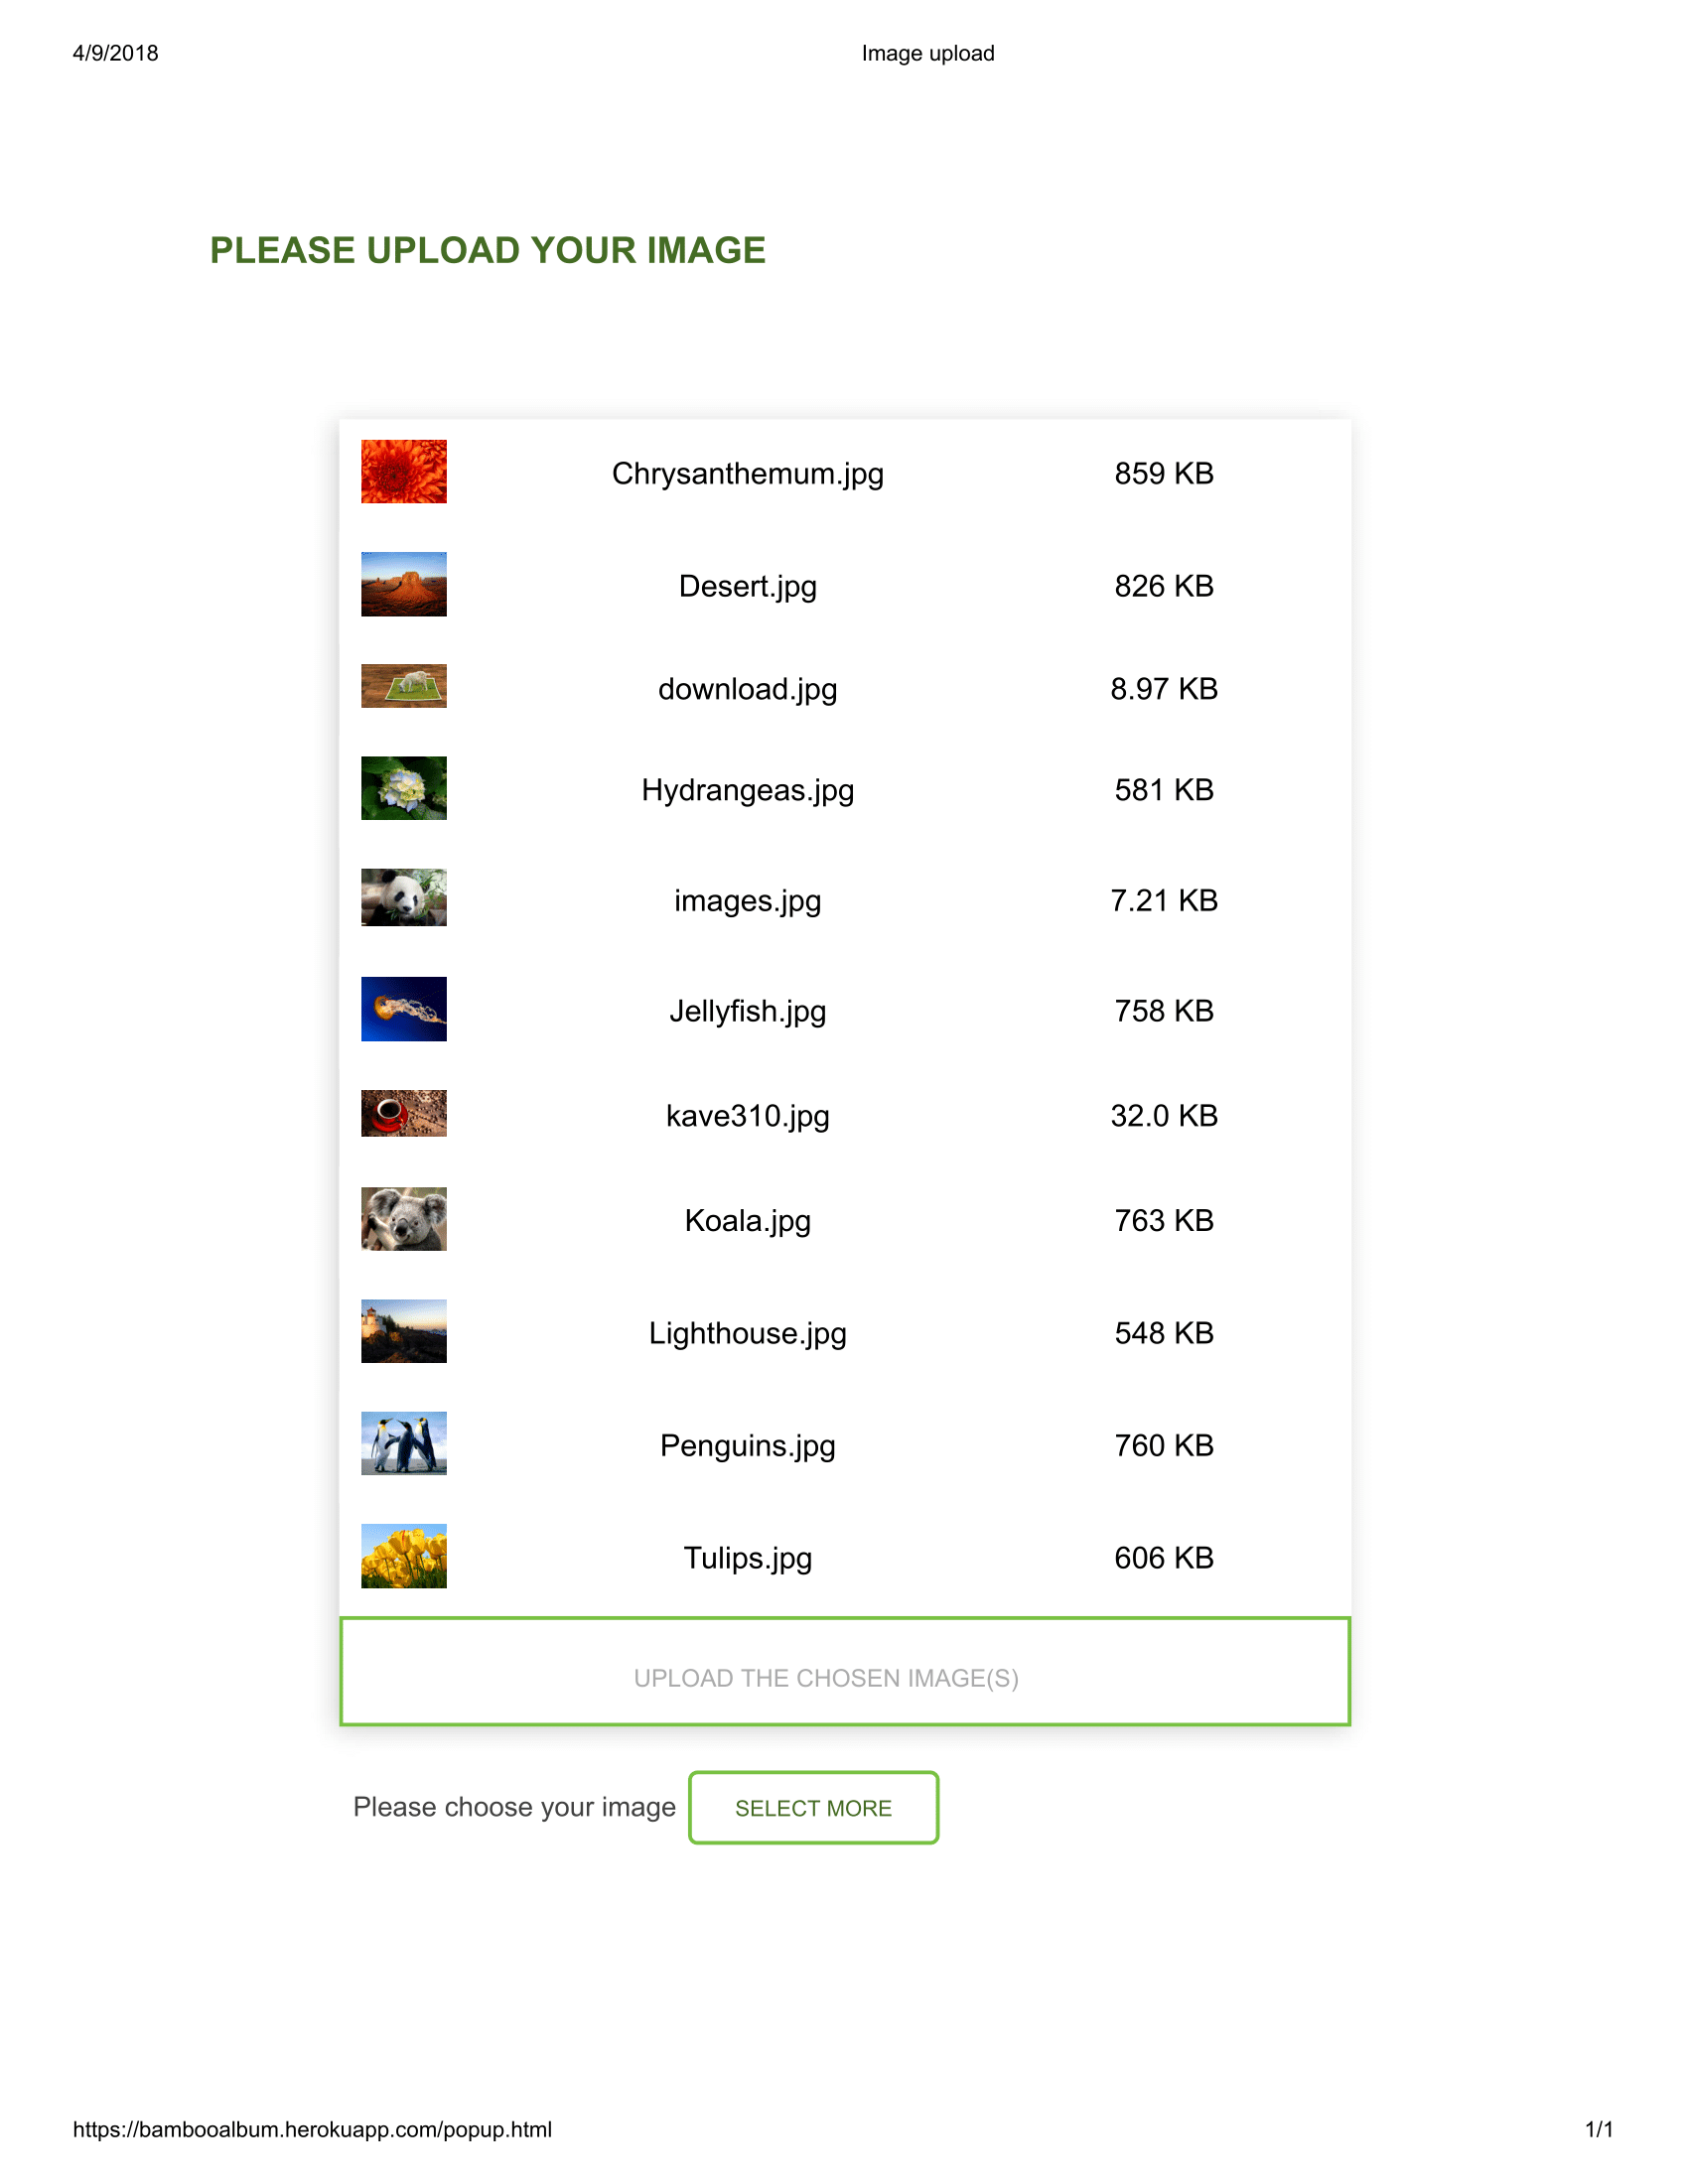 4/9/2018 Image upload
PLEASE UPLOAD YOUR IMAGE
Chrysanthemum.jpg 859 KB
Desert.jpg 826 KB
download.jpg 8.97 KB
Hydrangeas.jpg 581 KB
images.jpg 7.21 KB
Jellyfish.jpg 758 KB
kave310.jpg 32.0 KB
Koala.jpg 763 KB
Lighthouse.jpg 548 KB
Penguins.jpg 760 KB
Tulips.jpg 606 KB
UPLOAD THE CHOSEN IMAGE(S)
Please choose your image SELECT MORE
https://bambooalbum.herokuapp.com/popup.html 1/1